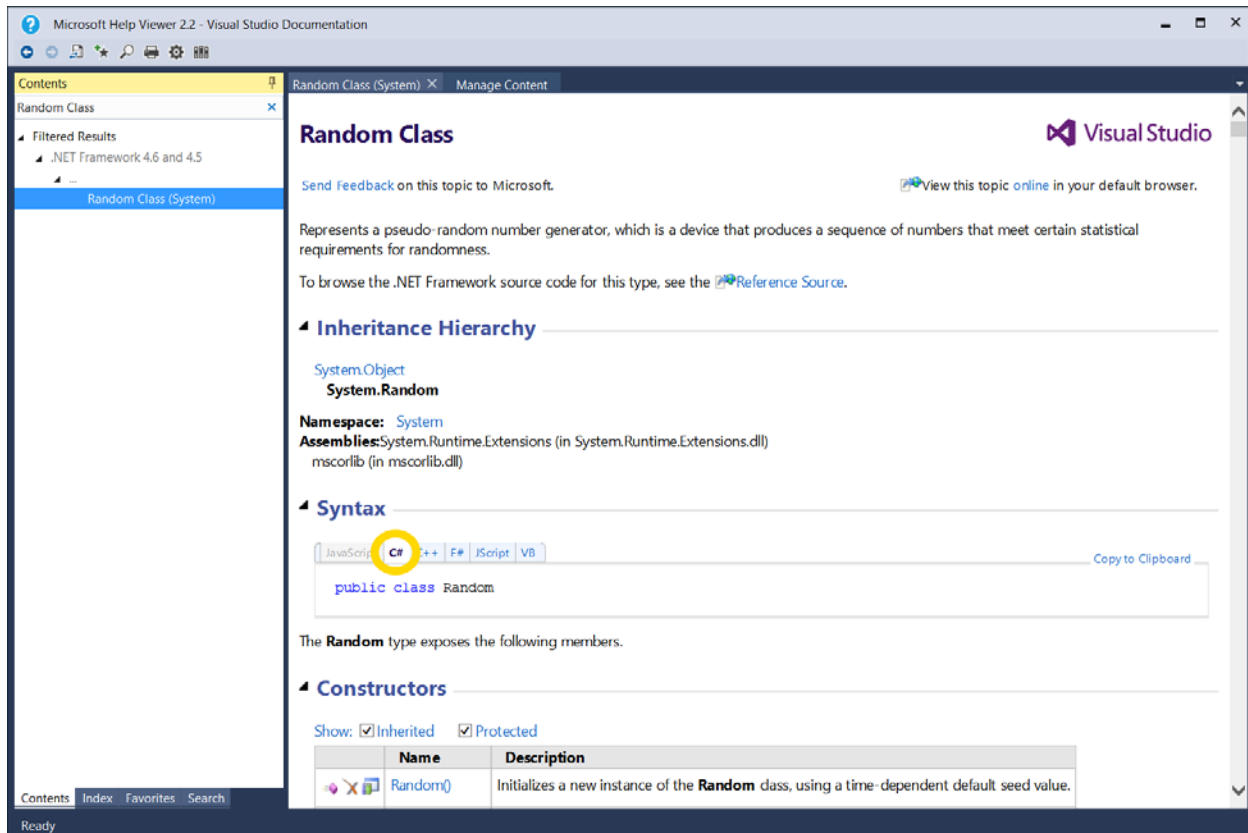 Microsoft Help Viewer 2.2 - Visual Studio Documentation
Contents
Random Class
Filtered Results
.NET Framework 4.6 and 4.5
...
Random Class (System)
Contents Index Favorites Search
Ready
Random Class (System) Manage Content
Random Class
Visual Studio
Send Feedback on this topic to Microsoft.
View this topic online in your default browser.
Represents a pseudo-random number generator, which is a device that produces a sequence of numbers that meet certain statistical
requirements for randomness.
To browse the .NET Framework source code for this type, see the Reference Source.
Inheritance Hierarchy
System.Object
System.Random
Namespace: System
Assemblies:System.Runtime.Extensions (in System.Runtime.Extensions.dll)
mscorlib (in mscorlib.dll)
Syntax
C# F# JScript VB
Copy to Clipboard
public class Random
The Random type exposes the following members.
Constructors
Show: Inherited Protected
Name Description
Random() Initializes a new instance of the Random class, using a time-dependent default seed value.